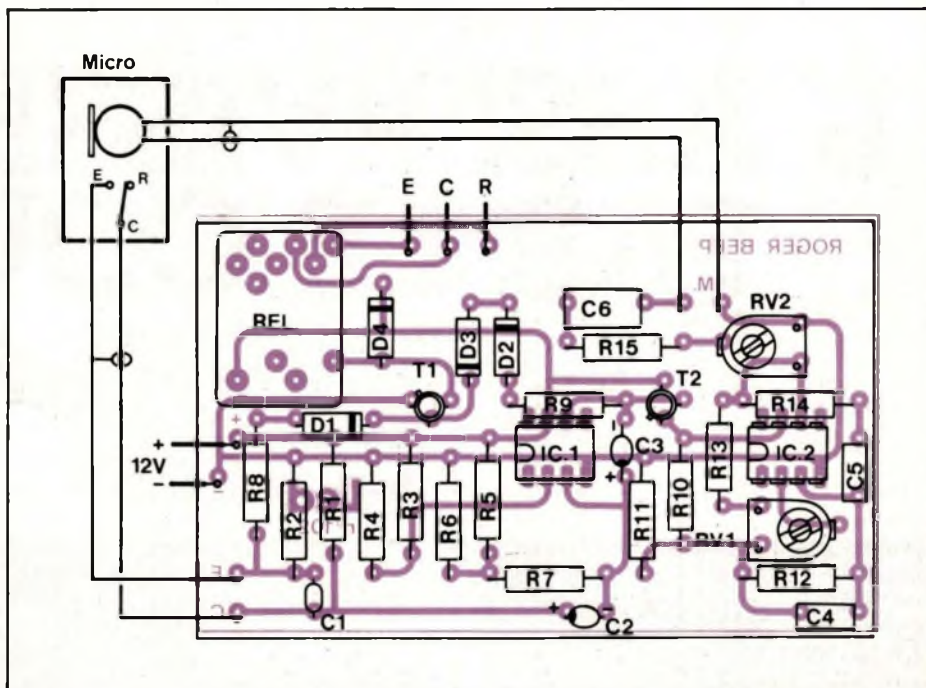 Micro
E
R
C
E C R
ROGER BEEP
M.
REL
D4
D3
D2
C6
R15
RV2
T1
T2
D1
R9
R14
+
12V
−
+
−
IC.1
C3
−
+
IC.2
R13
C5
R8
R2
R1
R4
R3
R6
R5
R11
R10
RV1
E
R7
R12
C
C1
+
−
C2
C4